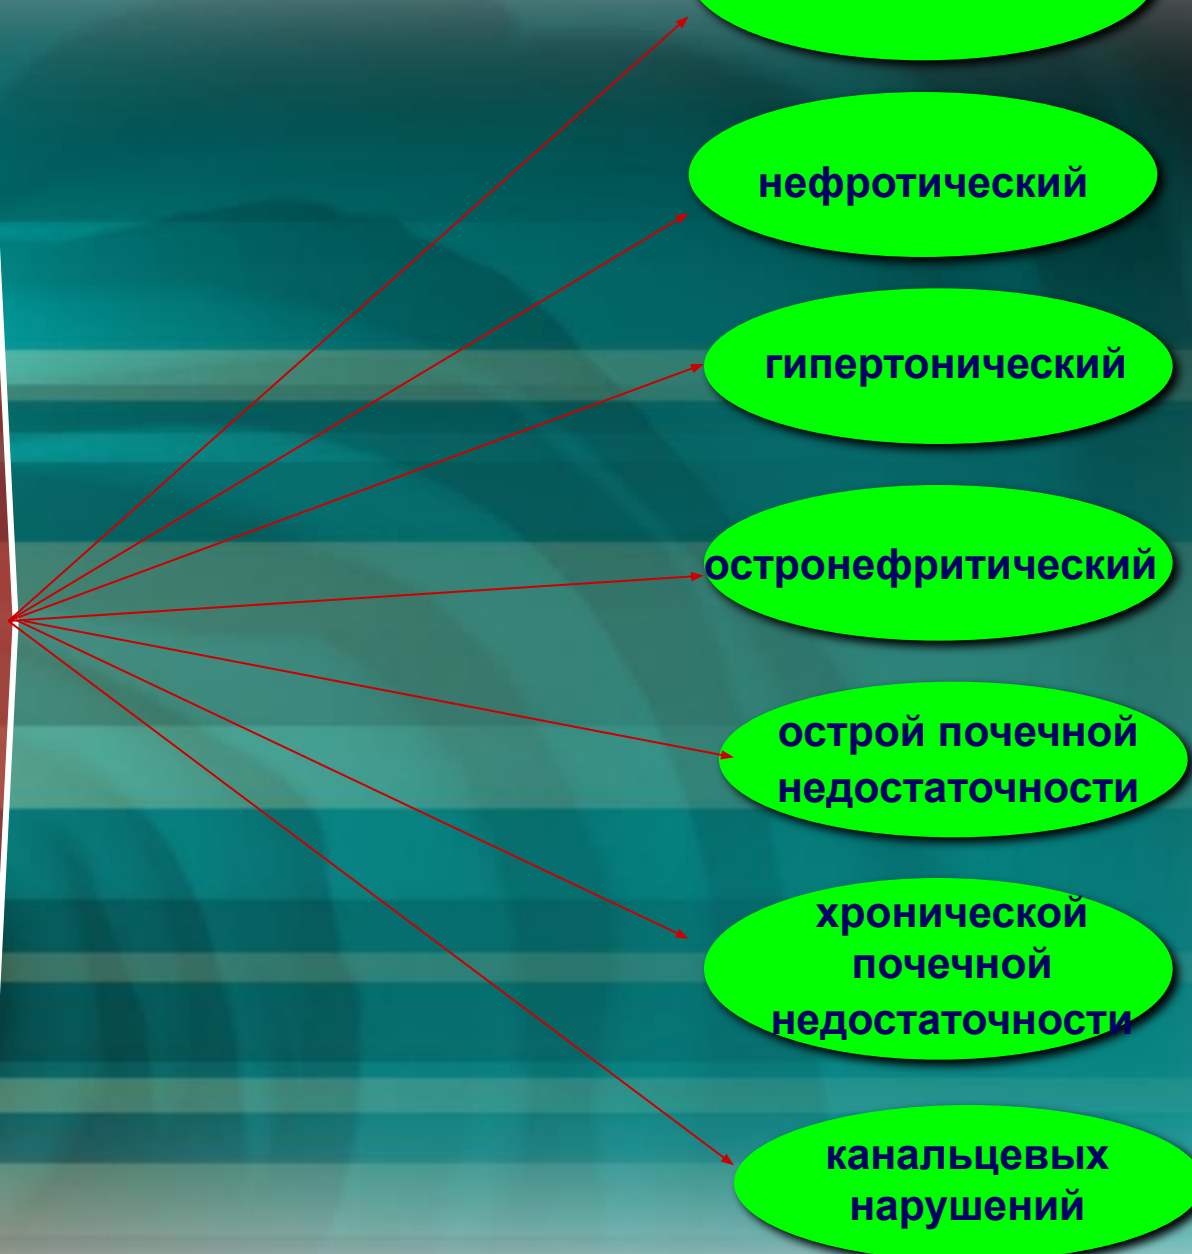 нефротический
гипертонический
остронефритический
острой почечной
недостаточности
хронической
почечной
недостаточности
канальцевых
нарушений